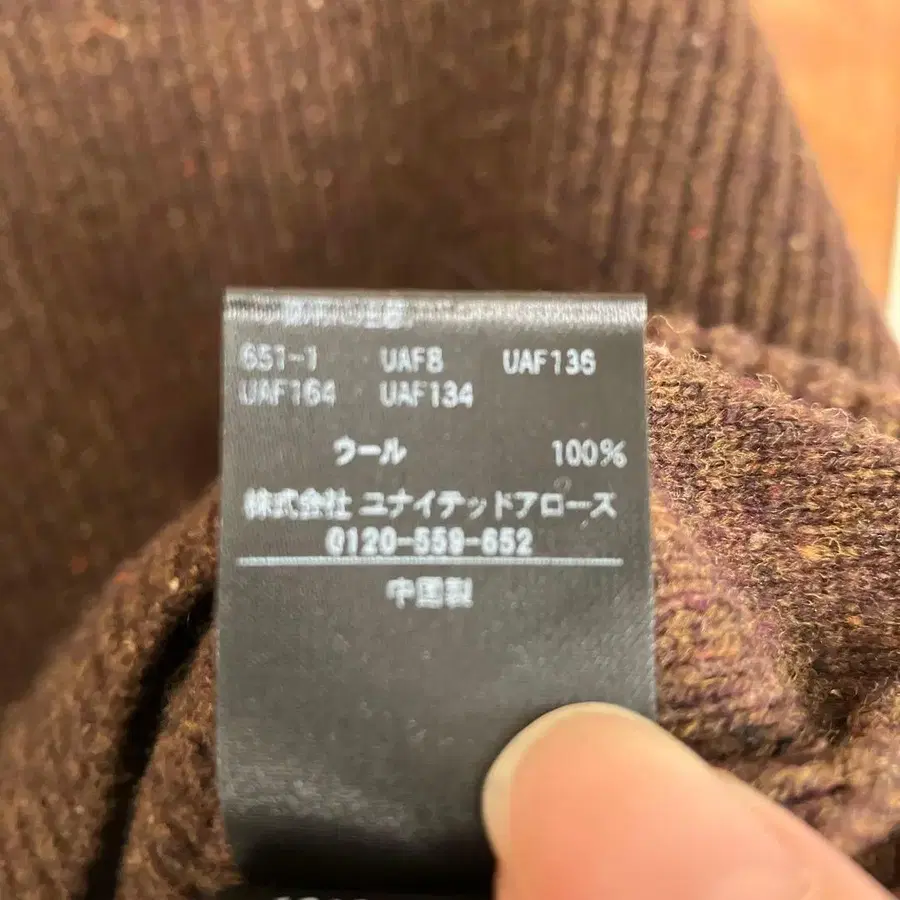 651-1 UAF8 UAF136
UAF164 UAF134
ウール 100%
株式会社 ユナイテッドアローズ
0120-559-652
中国製